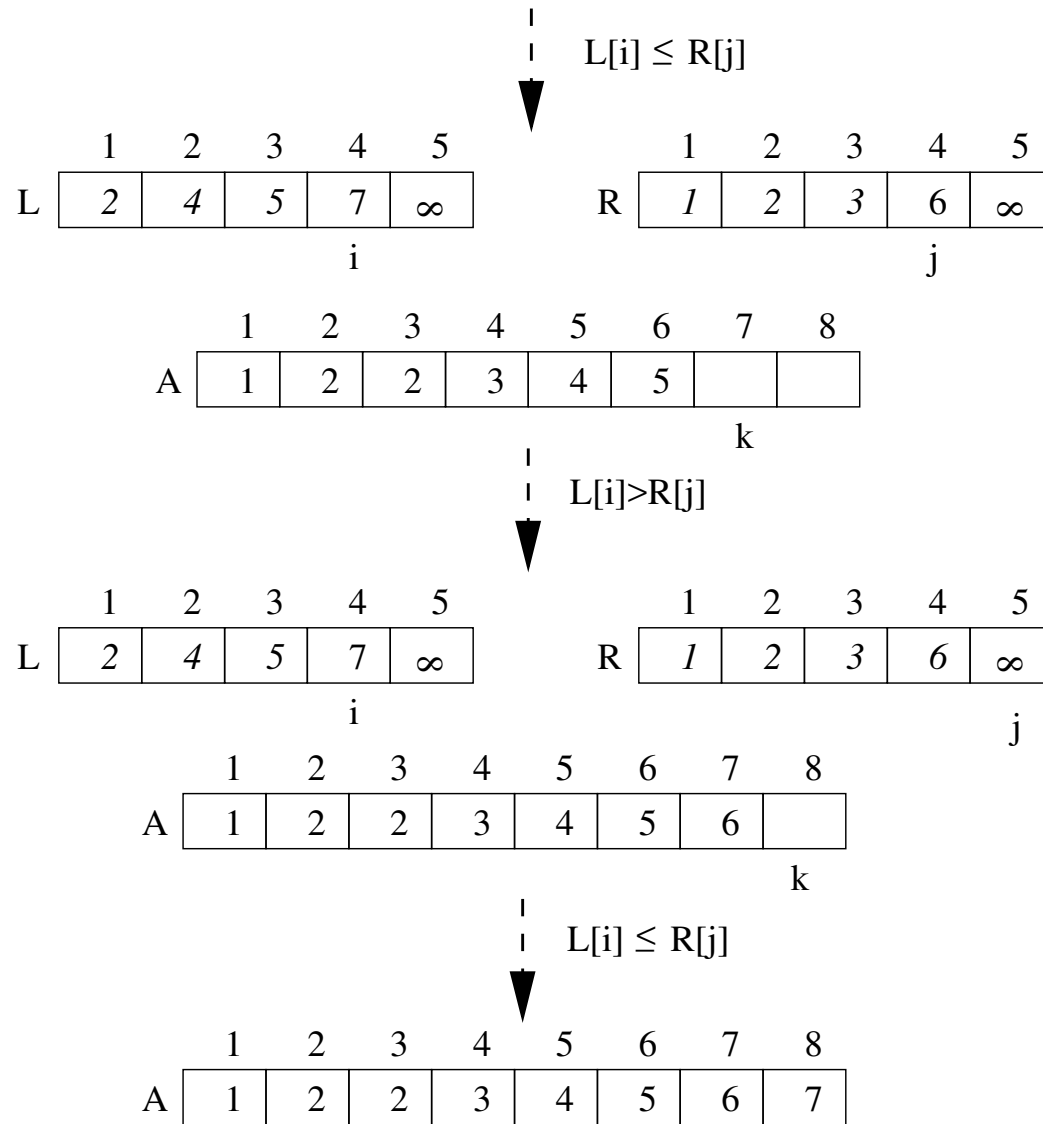 L[i] ≤ R[j]
1 2 3 4 5 1 2 3 4 5
L 2 4 5 7 ∞ R 1 2 3 6 ∞
i j
1 2 3 4 5 6 7 8
A 1 2 2 3 4 5
k
L[i]>R[j]
1 2 3 4 5 1 2 3 4 5
L 2 4 5 7 ∞ R 1 2 3 6 ∞
i j
1 2 3 4 5 6 7 8
A 1 2 2 3 4 5 6
k
L[i] ≤ R[j]
1 2 3 4 5 6 7 8
A 1 2 2 3 4 5 6 7